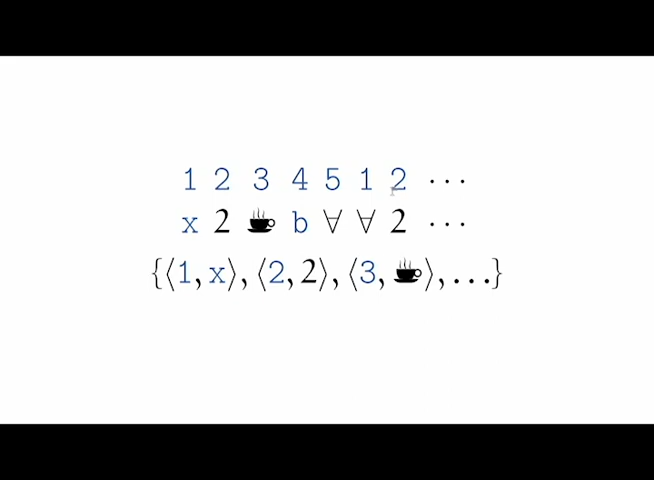 1 2 3 4 5 1 2 ⋯
x 2 ☕ b ∀ ∀ 2 ⋯
{⟨1, x⟩, ⟨2, 2⟩, ⟨3, ☕⟩, …}